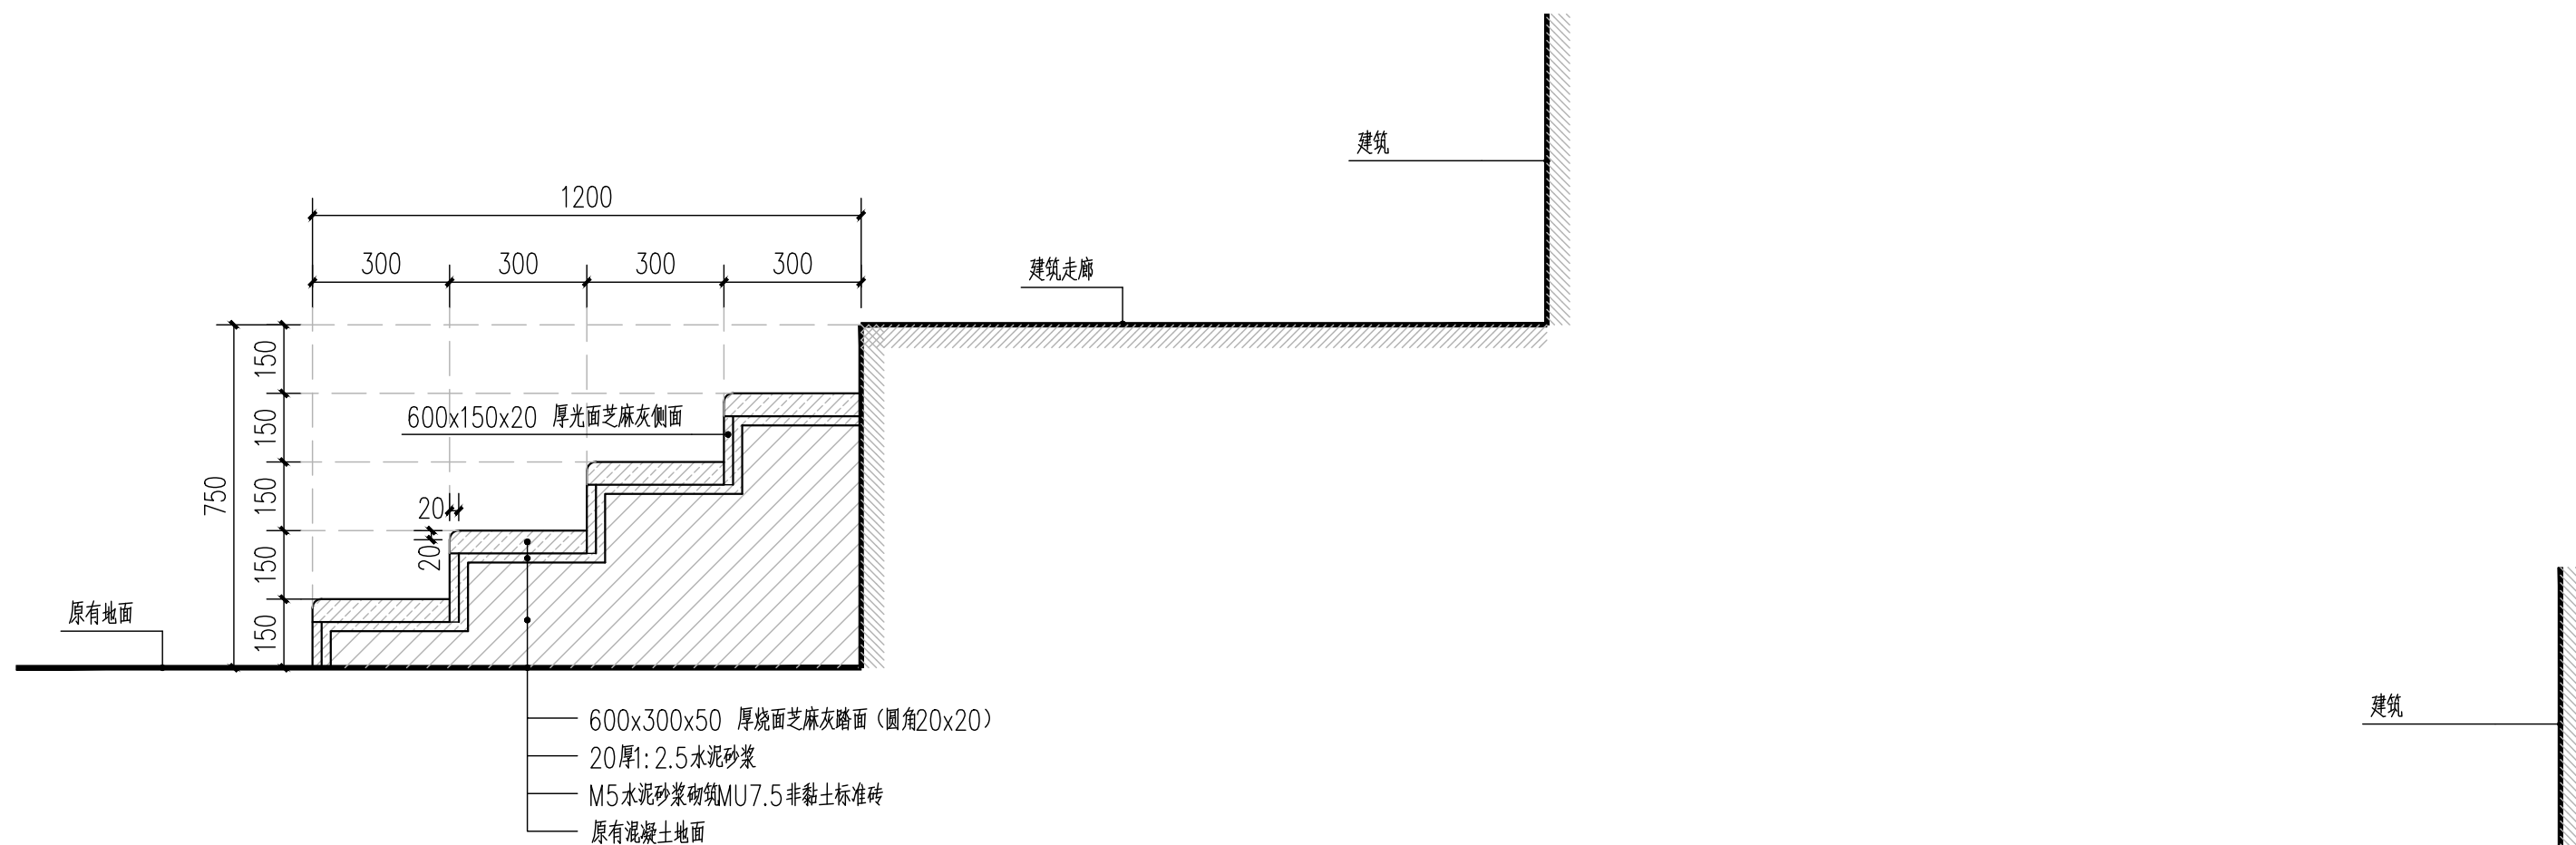 建筑
1200
300 300 300 300
建筑走廊
150
150
600x150x20 厚光面芝麻灰侧面
750
150
20
20
150
原有地面
150
600x300x50 厚烧面芝麻灰踏面（圆角20x20）
建筑
20厚1:2.5水泥砂浆
M5水泥砂浆砌筑MU7.5非黏土标准砖
原有混凝土地面